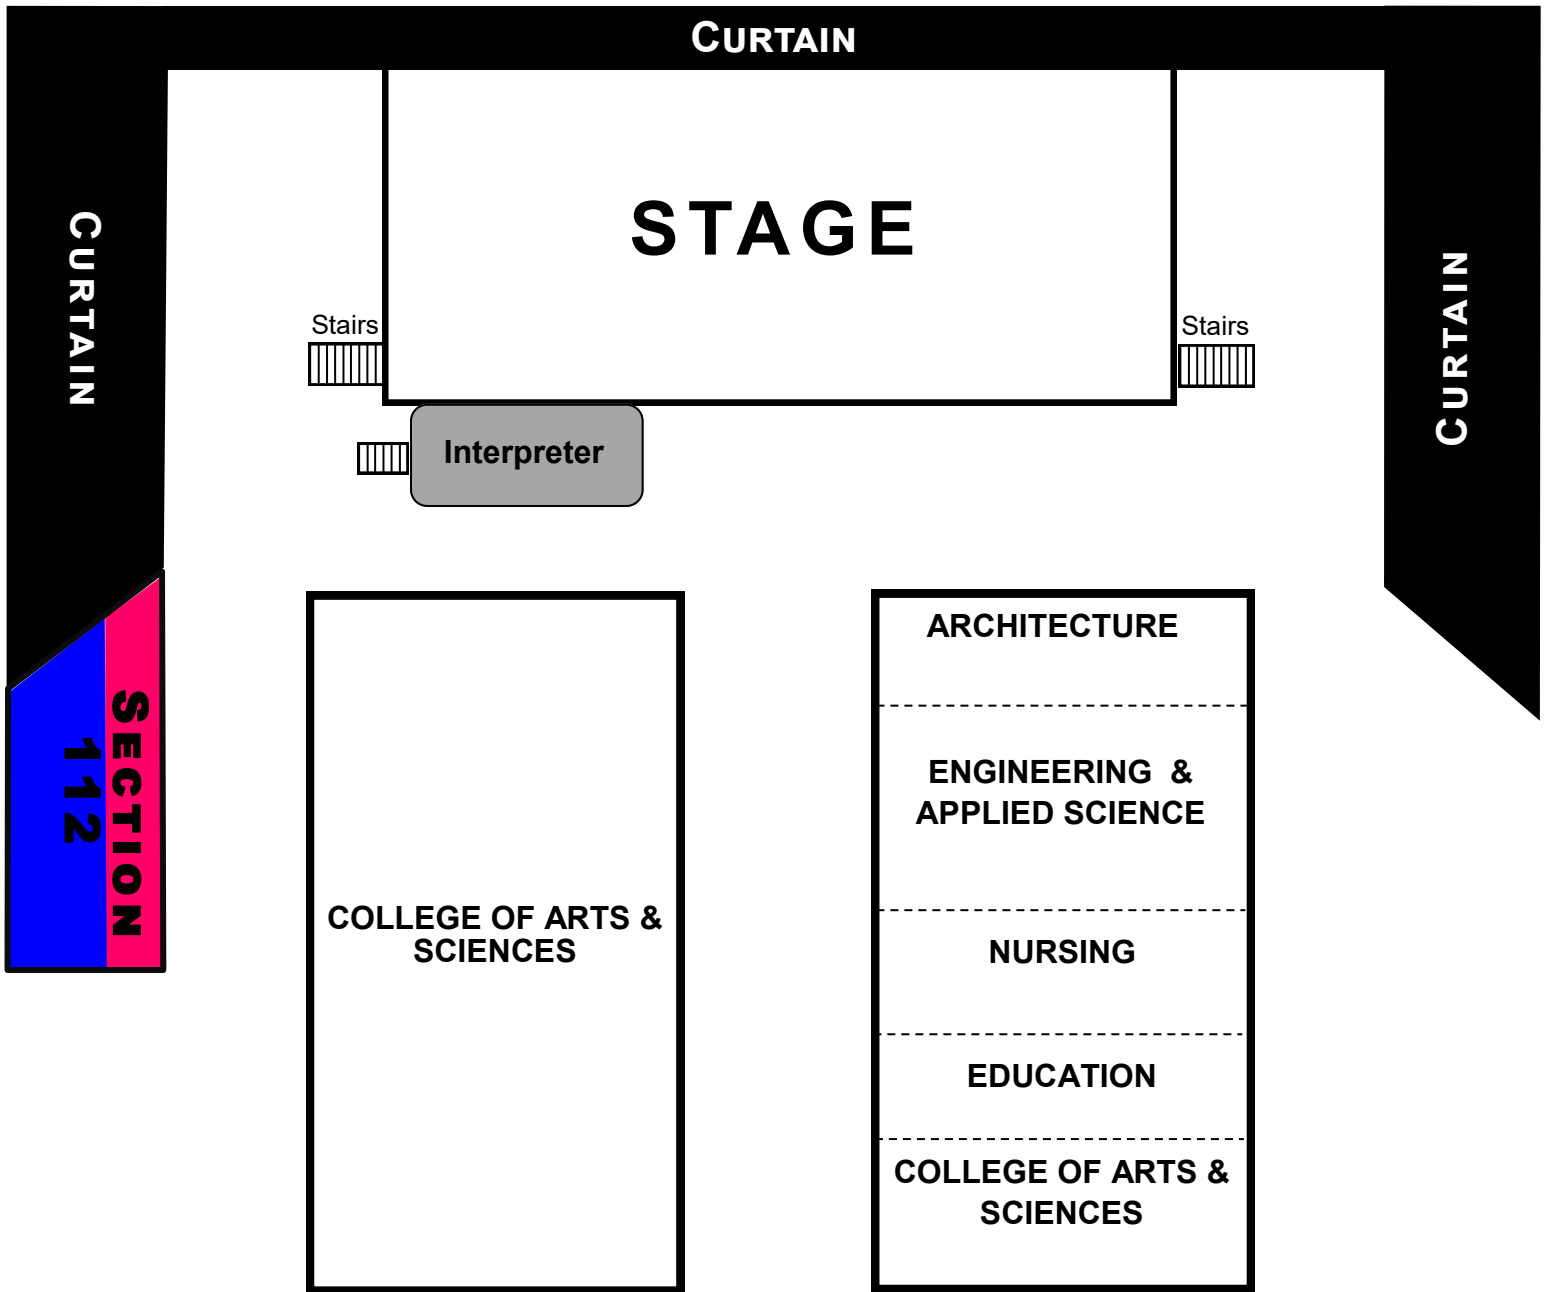 CURTAIN
STAGE
CURTAIN
CURTAIN
Stairs
Stairs
Interpreter
SECTION
112
COLLEGE OF ARTS &
SCIENCES
ARCHITECTURE
ENGINEERING &
APPLIED SCIENCE
NURSING
EDUCATION
COLLEGE OF ARTS &
SCIENCES